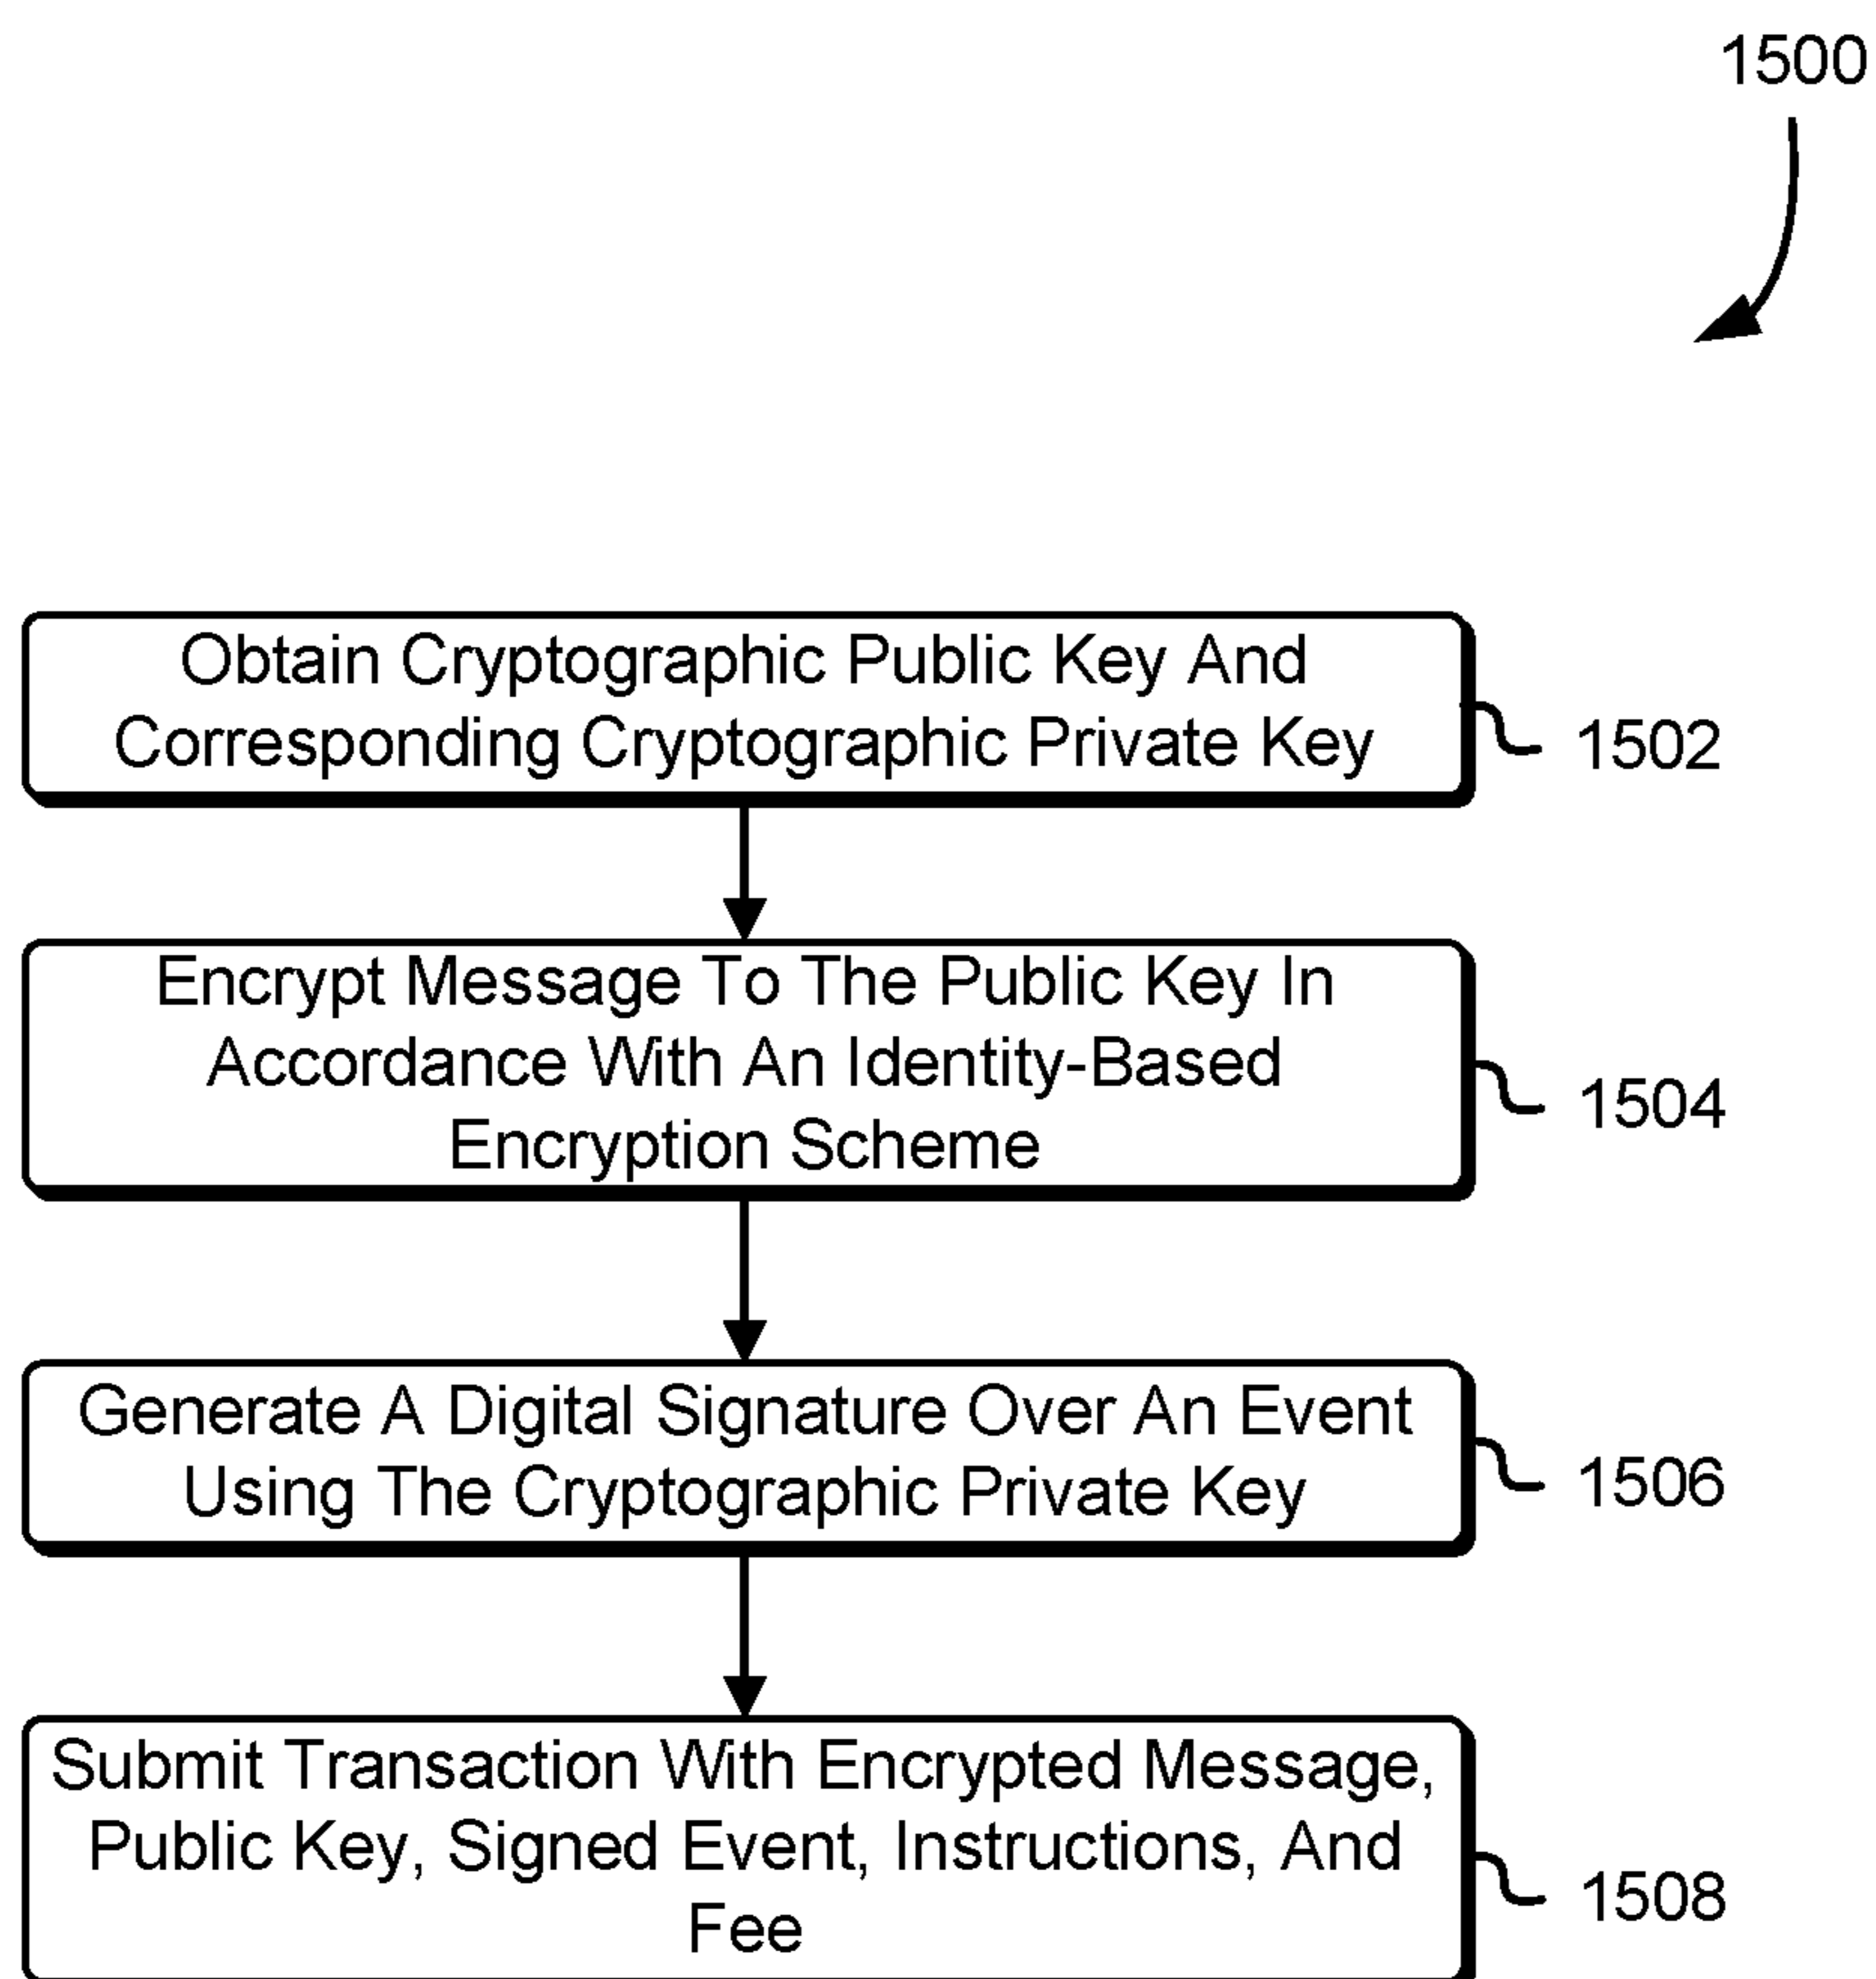 1500
Obtain Cryptographic Public Key And
Corresponding Cryptographic Private Key
1502
Encrypt Message To The Public Key In
Accordance With An Identity-Based
Encryption Scheme
1504
Generate A Digital Signature Over An Event
Using The Cryptographic Private Key
1506
Submit Transaction With Encrypted Message,
Public Key, Signed Event, Instructions, And
Fee
1508